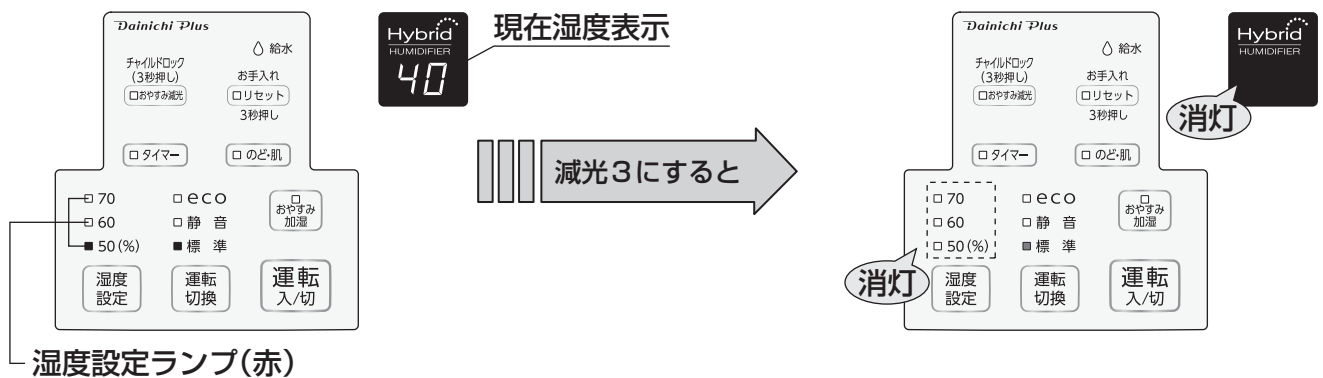 Dainichi Plus
給水
チャイルドロック
(3秒押し)
おやすみ減光
お手入れ
リセット
3秒押し
タイマー
のど・肌
70
60
50(%)
eco
静 音
標 準
おやすみ
加湿
湿度
設定
運転
切換
運転
入/切
湿度設定ランプ(赤)
Hybrid
HUMIDIFIER
40
現在湿度表示
減光3にすると
Dainichi Plus
給水
チャイルドロック
(3秒押し)
おやすみ減光
お手入れ
リセット
3秒押し
タイマー
のど・肌
70
60
50(%)
eco
静 音
標 準
おやすみ
加湿
湿度
設定
運転
切換
運転
入/切
消灯
Hybrid
HUMIDIFIER
消灯